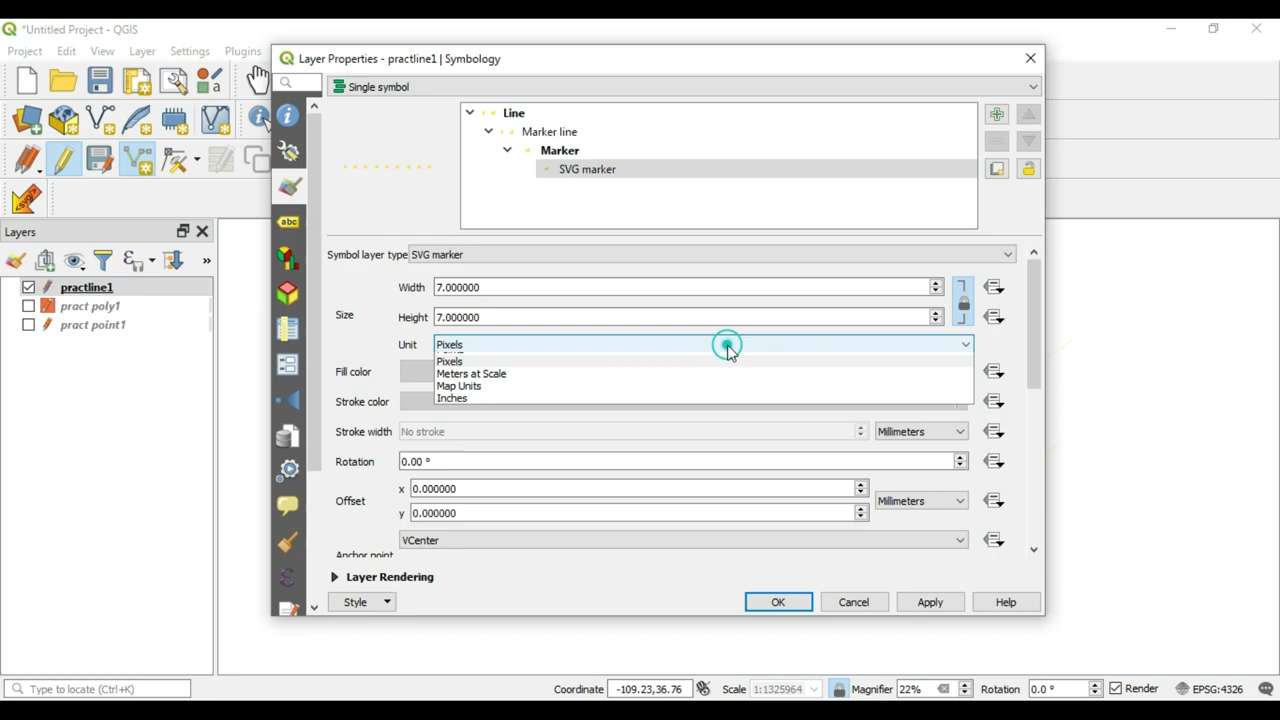 *Untitled Project - QGIS
Project Edit View Layer Settings Plugins
Layer Properties - practline1 | Symbology
Single symbol
Line
Marker line
Marker
SVG marker
abc
Layers
practline1
pract poly1
pract point1
Symbol layer type SVG marker
Size
Width 7.000000
Height 7.000000
Unit Pixels
Pixels
Meters at Scale
Map Units
Inches
Fill color
Stroke color
Stroke width No stroke Millimeters
Rotation 0.00 °
Offset x 0.000000 Millimeters
y 0.000000
VCenter
Anchor point
Layer Rendering
Style OK Cancel Apply Help
Type to locate (Ctrl+K) Coordinate -109.23,36.76 Scale 1:1325964 Magnifier 22% Rotation 0.0 ° Render EPSG:4326